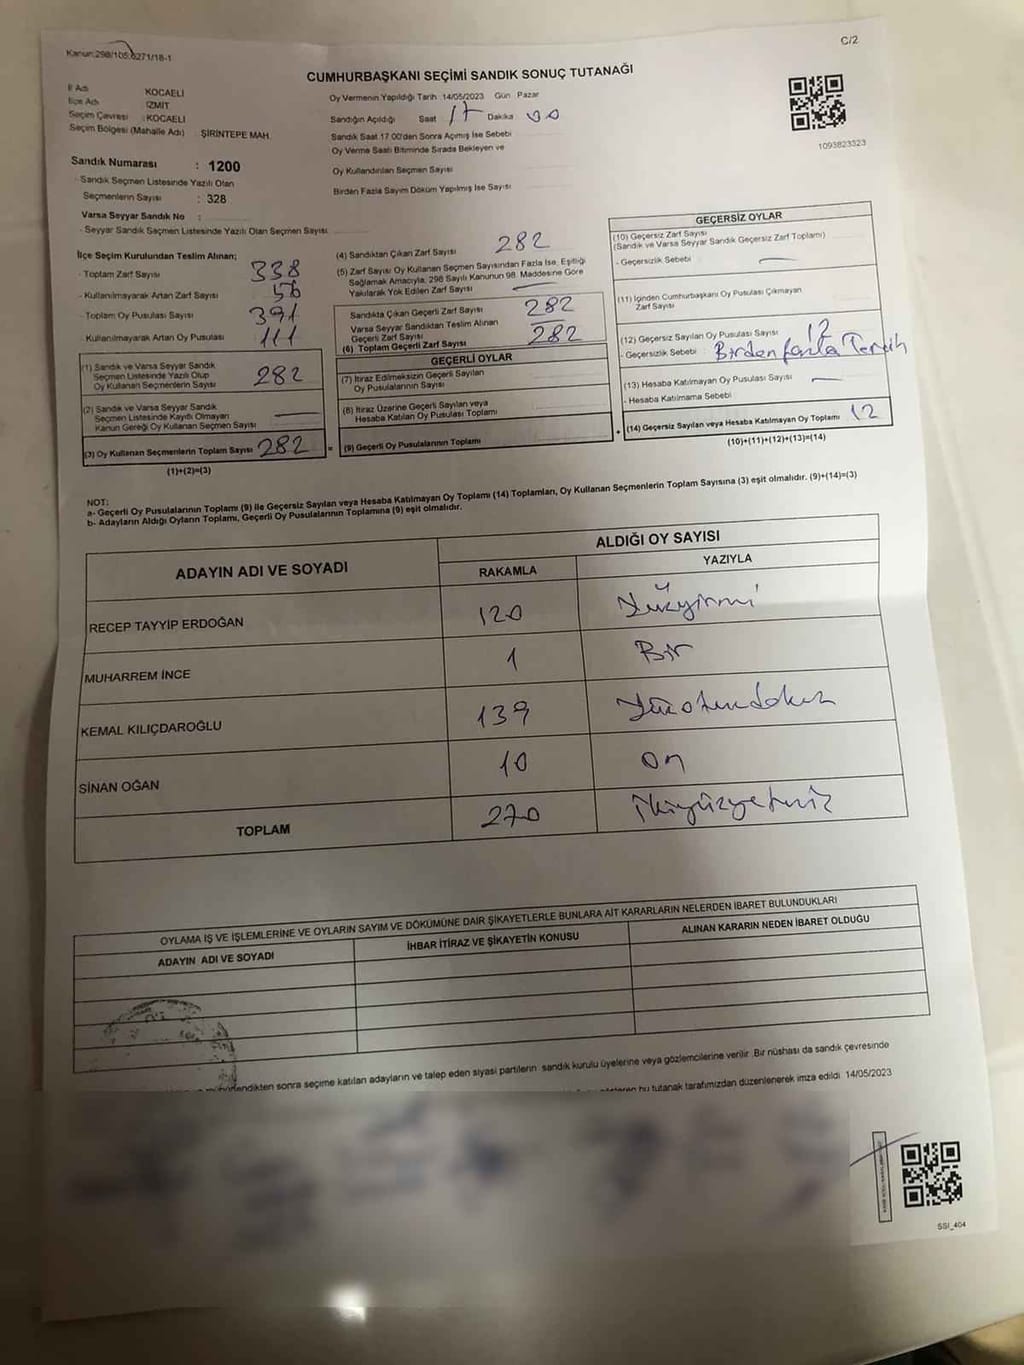 Kanun:298/105:6271/18-1
C/2
CUMHURBAŞKANI SEÇİMİ SANDIK SONUÇ TUTANAĞI
İl Adı KOCAELİ
İlçe Adı İZMİT
Seçim Çevresi : KOCAELİ
Seçim Bölgesi (Mahalle Adı) ŞİRİNTEPE MAH.
Sandık Numarası : 1200
- Sandık Seçmen Listesinde Yazılı Olan
Seçmenlerin Sayısı : 328
Varsa Seyyar Sandık No :
- Seyyar Sandık Seçmen Listesinde Yazılı Olan Seçmen Sayısı
Oy Vermenin Yapıldığı Tarih 14/05/2023 Gün Pazar
Sandığın Açıldığı Saat 17 Dakika 00
Sandık Saat 17 00'den Sonra Açımış İse Sebebi
Oy Verme Saati Bitiminde Sırada Bekleyen ve
Oy Kullandırılan Seçmen Sayısı
Birden Fazla Sayım Döküm Yapılmış İse Sayısı
1093823323
İlçe Seçim Kurulundan Teslim Alınan;
- Toplam Zarf Sayısı 338
- Kullanılmayarak Artan Zarf Sayısı 56
- Toplam Oy Pusulası Sayısı 391
- Kullanılmayarak Artan Oy Pusulası 111
(1) Sandık ve Varsa Seyyar Sandık
Seçmen Listesinde Yazılı Olup
Oy Kullanan Seçmenlerin Sayısı 282
(2) Sandık ve Varsa Seyyar Sandık
Seçmen Listesinde Kayıtlı Olmayan
Kanun Gereği Oy Kullanan Seçmen Sayısı
(3) Oy Kullanan Seçmenlerin Toplam Sayısı 282
(1)+(2)=(3)
(4) Sandıktan Çıkan Zarf Sayısı 282
(5) Zarf Sayısı Oy Kullanan Seçmen Sayısından Fazla İse, Eşitliği
Sağlamak Amacıyla, 298 Sayılı Kanunun 98. Maddesine Göre
Yakılarak Yok Edilen Zarf Sayısı
Sandıkta Çıkan Geçerli Zarf Sayısı 282
Varsa Seyyar Sandıktan Teslim Alınan
Geçerli Zarf Sayısı
(6) Toplam Geçerli Zarf Sayısı 282
GEÇERLİ OYLAR
(7) İtiraz Edilmeksizin Geçerli Sayılan
Oy Pusulalarının Sayısı
(8) İtiraz Üzerine Geçerli Sayılan veya
Hesaba Katılan Oy Pusulası Toplamı
= (9) Geçerli Oy Pusulalarının Toplamı
GEÇERSİZ OYLAR
(10) Geçersiz Zarf Sayısı
(Sandık ve Varsa Seyyar Sandık Geçersiz Zarf Toplamı)
- Geçersizlik Sebebi
(11) İçinden Cumhurbaşkanı Oy Pusulası Çıkmayan
Zarf Sayısı
(12) Geçersiz Sayılan Oy Pusulası Sayısı 12
- Geçersizlik Sebebi Birden fazla Tercih
(13) Hesaba Katılmayan Oy Pusulası Sayısı
- Hesaba Katılmama Sebebi
+ (14) Geçersiz Sayılan veya Hesaba Katılmayan Oy Toplamı 12
(10)+(11)+(12)+(13)=(14)
NOT:
a- Geçerli Oy Pusulalarının Toplamı (9) ile Geçersiz Sayılan veya Hesaba Katılmayan Oy Toplamı (14) Toplamları, Oy Kullanan Seçmenlerin Toplam Sayısına (3) eşit olmalıdır. (9)+(14)=(3)
b- Adayların Aldığı Oyların Toplamı, Geçerli Oy Pusulalarının Toplamına (9) eşit olmalıdır.
ADAYIN ADI VE SOYADI
ALDIĞI OY SAYISI
RAKAMLA YAZIYLA
RECEP TAYYİP ERDOĞAN 120 Yüzyirmi
MUHARREM İNCE 1 Bir
KEMAL KILIÇDAROĞLU 139 Yüzotuzdokuz
SİNAN OĞAN 10 On
TOPLAM 270 ikiyüzyetmiş
OYLAMA İŞ VE İŞLEMLERİNE VE OYLARIN SAYIM VE DÖKÜMÜNE DAİR ŞİKAYETLERLE BUNLARA AİT KARARLARIN NELERDEN İBARET BULUNDUKLARI
ADAYIN ADI VE SOYADI İHBAR İTİRAZ VE ŞİKAYETİN KONUSU ALINAN KARARIN NEDEN İBARET OLDUĞU
sonra seçime katılan adayların ve talep eden siyasi partilerin sandık kurulu üyelerine veya gözlemcilerine verilir. Bir nüshası da sandık çevresinde
bu tutanak tarafımızdan düzenlenerek imza edildi 14/05/2023
SSI_404